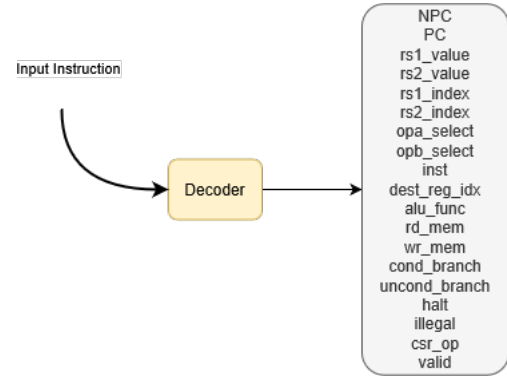 Input Instruction
Decoder
NPC
PC
rs1_value
rs2_value
rs1_index
rs2_index
opa_select
opb_select
inst
dest_reg_idx
alu_func
rd_mem
wr_mem
cond_branch
uncond_branch
halt
illegal
csr_op
valid